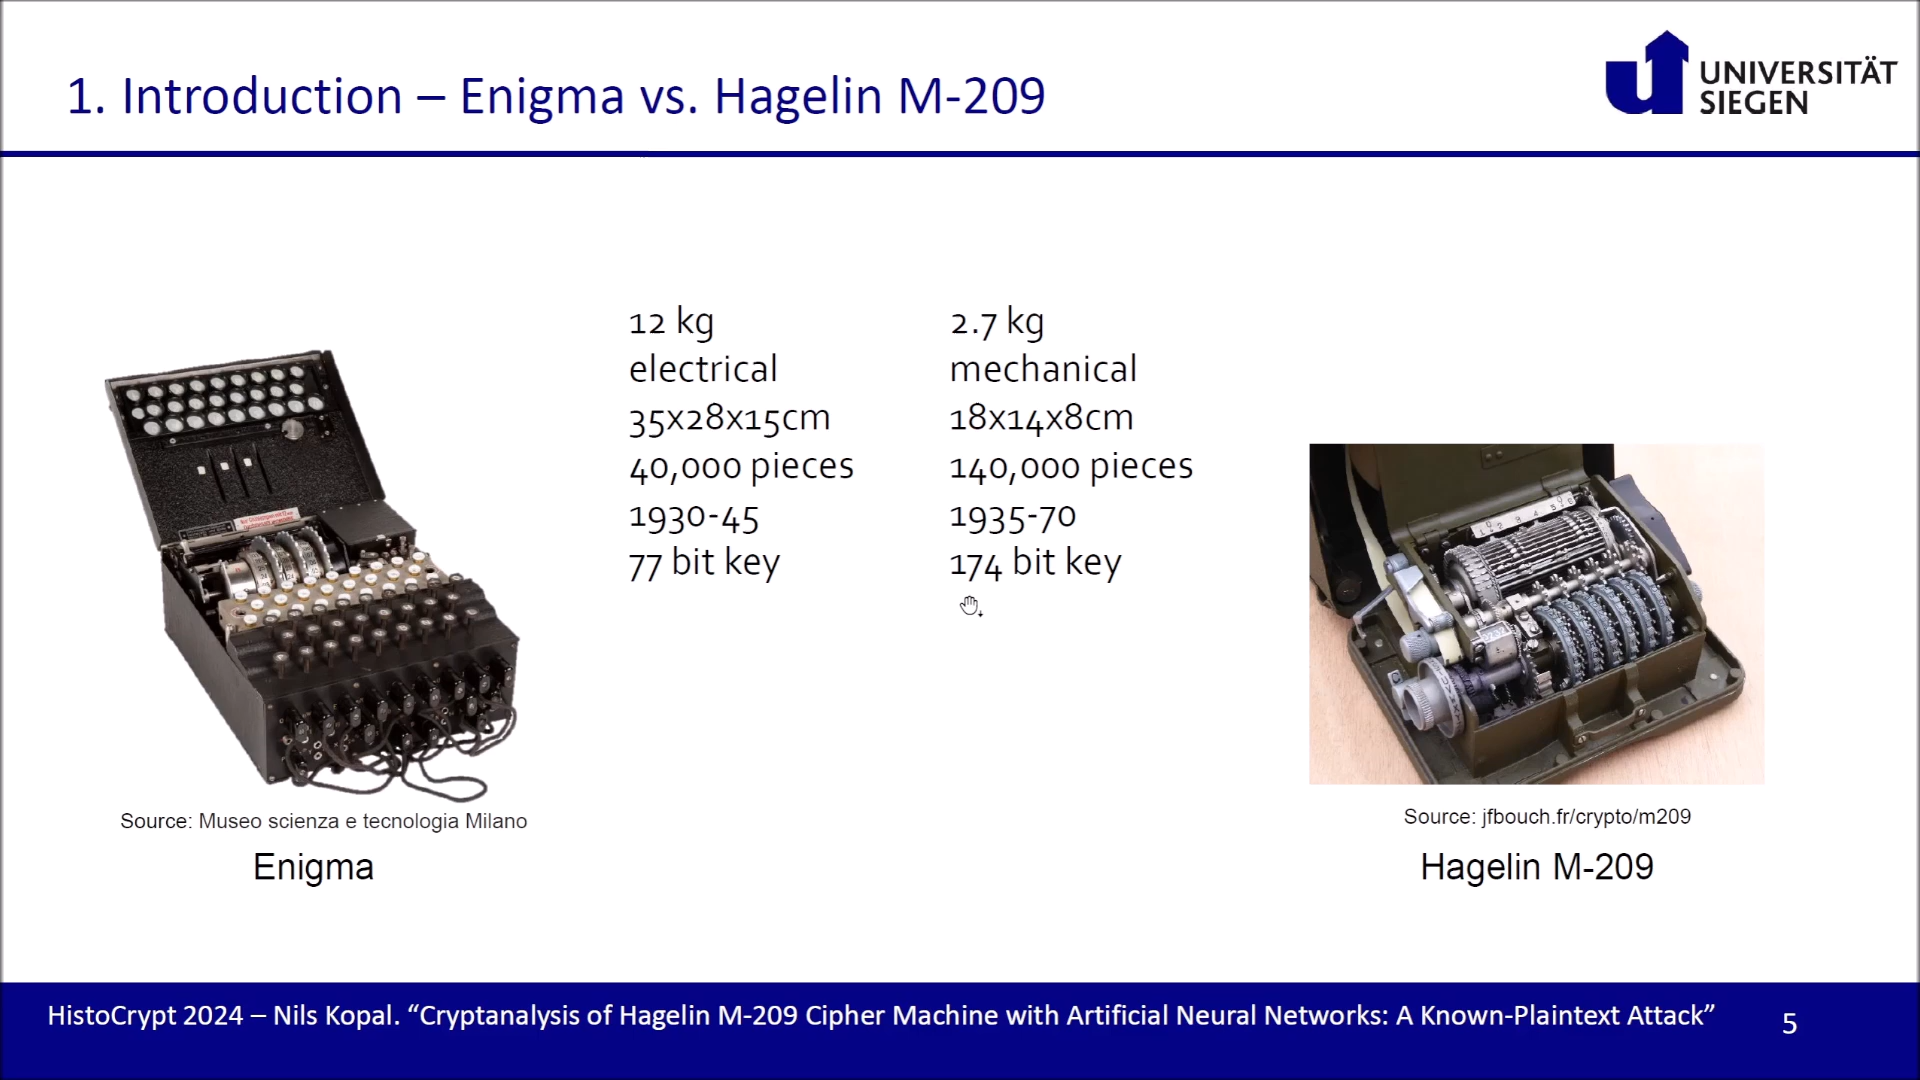 1. Introduction – Enigma vs. Hagelin M-209
UNIVERSITÄT
SIEGEN
12 kg
electrical
35x28x15cm
40,000 pieces
1930-45
77 bit key
2.7 kg
mechanical
18x14x8cm
140,000 pieces
1935-70
174 bit key
Source: Museo scienza e tecnologia Milano
Enigma
Source: jfbouch.fr/crypto/m209
Hagelin M-209
HistoCrypt 2024 – Nils Kopal. “Cryptanalysis of Hagelin M-209 Cipher Machine with Artificial Neural Networks: A Known-Plaintext Attack”
5